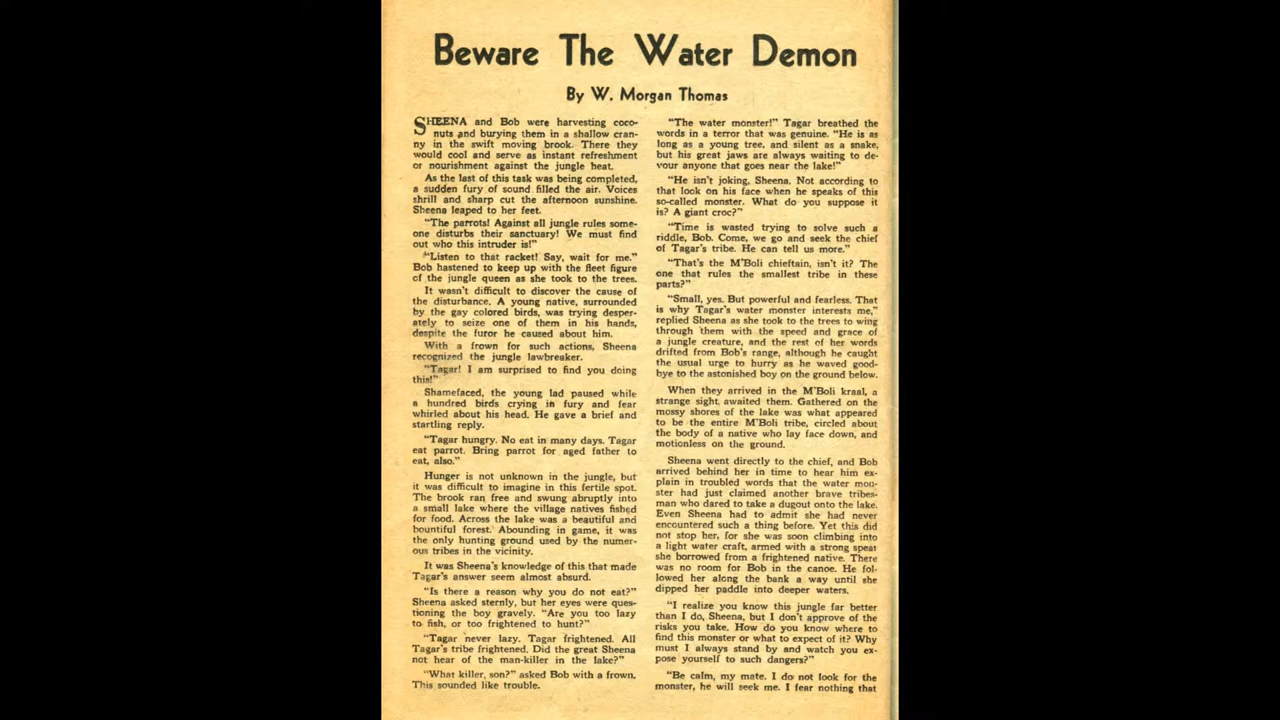 Beware The Water Demon
By W. Morgan Thomas
SHEENA and Bob were harvesting coco-
nuts and burying them in a shallow cran-
ny in the swift moving brook. There they
would cool and serve as instant refreshment
or nourishment against the jungle heat.
As the last of this task was being completed,
a sudden fury of sound filled the air. Voices
shrill and sharp cut the afternoon sunshine.
Sheena leaped to her feet.
"The parrots! Against all jungle rules some-
one disturbs their sanctuary! We must find
out who this intruder is!"
"Listen to that racket! Say, wait for me."
Bob hastened to keep up with the fleet figure
of the jungle queen as she took to the trees.
It wasn't difficult to discover the cause of
the disturbance. A young native, surrounded
by the gay colored birds, was trying desper-
ately to seize one of them in his hands,
despite the furor he caused about him.
With a frown for such actions, Sheena
recognized the jungle lawbreaker.
"Tagar! I am surprised to find you doing
this!"
Shamefaced, the young lad paused while
a hundred birds crying in fury and fear
whirled about his head. He gave a brief and
startling reply.
"Tagar hungry. No eat in many days. Tagar
eat parrot. Bring parrot for aged father to
eat, also."
Hunger is not unknown in the jungle, but
it was difficult to imagine in this fertile spot.
The brook ran free and swung abruptly into
a small lake where the village natives fished
for food. Across the lake was a beautiful and
bountiful forest. Abounding in game, it was
the only hunting ground used by the numer-
ous tribes in the vicinity.
It was Sheena's knowledge of this that made
Tagar's answer seem almost absurd.
"Is there a reason why you do not eat?"
Sheena asked sternly, but her eyes were ques-
tioning the boy gravely. "Are you too lazy
to fish, or too frightened to hunt?"
"Tagar never lazy. Tagar frightened. All
Tagar's tribe frightened. Did the great Sheena
not hear of the man-killer in the lake?"
"What killer, son?" asked Bob with a frown.
This sounded like trouble.
"The water monster!" Tagar breathed the
words in a terror that was genuine. "He is as
long as a young tree, and silent as a snake,
but his great jaws are always waiting to de-
vour anyone that goes near the lake!"
"He isn't joking, Sheena. Not according to
that look on his face when he speaks of this
so-called monster. What do you suppose it
is? A giant croc?"
"Time is wasted trying to solve such a
riddle, Bob. Come, we go and seek the chief
of Tagar's tribe. He can tell us more."
"That's the M'Boli chieftain, isn't it? The
one that rules the smallest tribe in these
parts?"
"Small, yes. But powerful and fearless. That
is why Tagar's water monster interests me,"
replied Sheena as she took to the trees to wing
through them with the speed and grace of
a jungle creature, and the rest of her words
drifted from Bob's range, although he caught
the usual urge to hurry as he waved good-
bye to the astonished boy on the ground below.
When they arrived in the M'Boli kraal, a
strange sight awaited them. Gathered on the
mossy shores of the lake was what appeared
to be the entire M'Boli tribe, circled about
the body of a native who lay face down, and
motionless on the ground.
Sheena went directly to the chief, and Bob
arrived behind her in time to hear him ex-
plain in troubled words that the water mon-
ster had just claimed another brave tribes-
man who dared to take a dugout onto the lake.
Even Sheena had to admit she had never
encountered such a thing before. Yet this did
not stop her, for she was soon climbing into
a light water craft, armed with a strong spear
she borrowed from a frightened native. There
was no room for Bob in the canoe. He fol-
lowed her along the bank a way until she
dipped her paddle into deeper waters.
"I realize you know this jungle far better
than I do, Sheena, but I don't approve of the
risks you take. How do you know where to
find this monster or what to expect of it? Why
must I always stand by and watch you ex-
pose yourself to such dangers?"
"Be calm, my mate. I do not look for the
monster, he will seek me. I fear nothing that